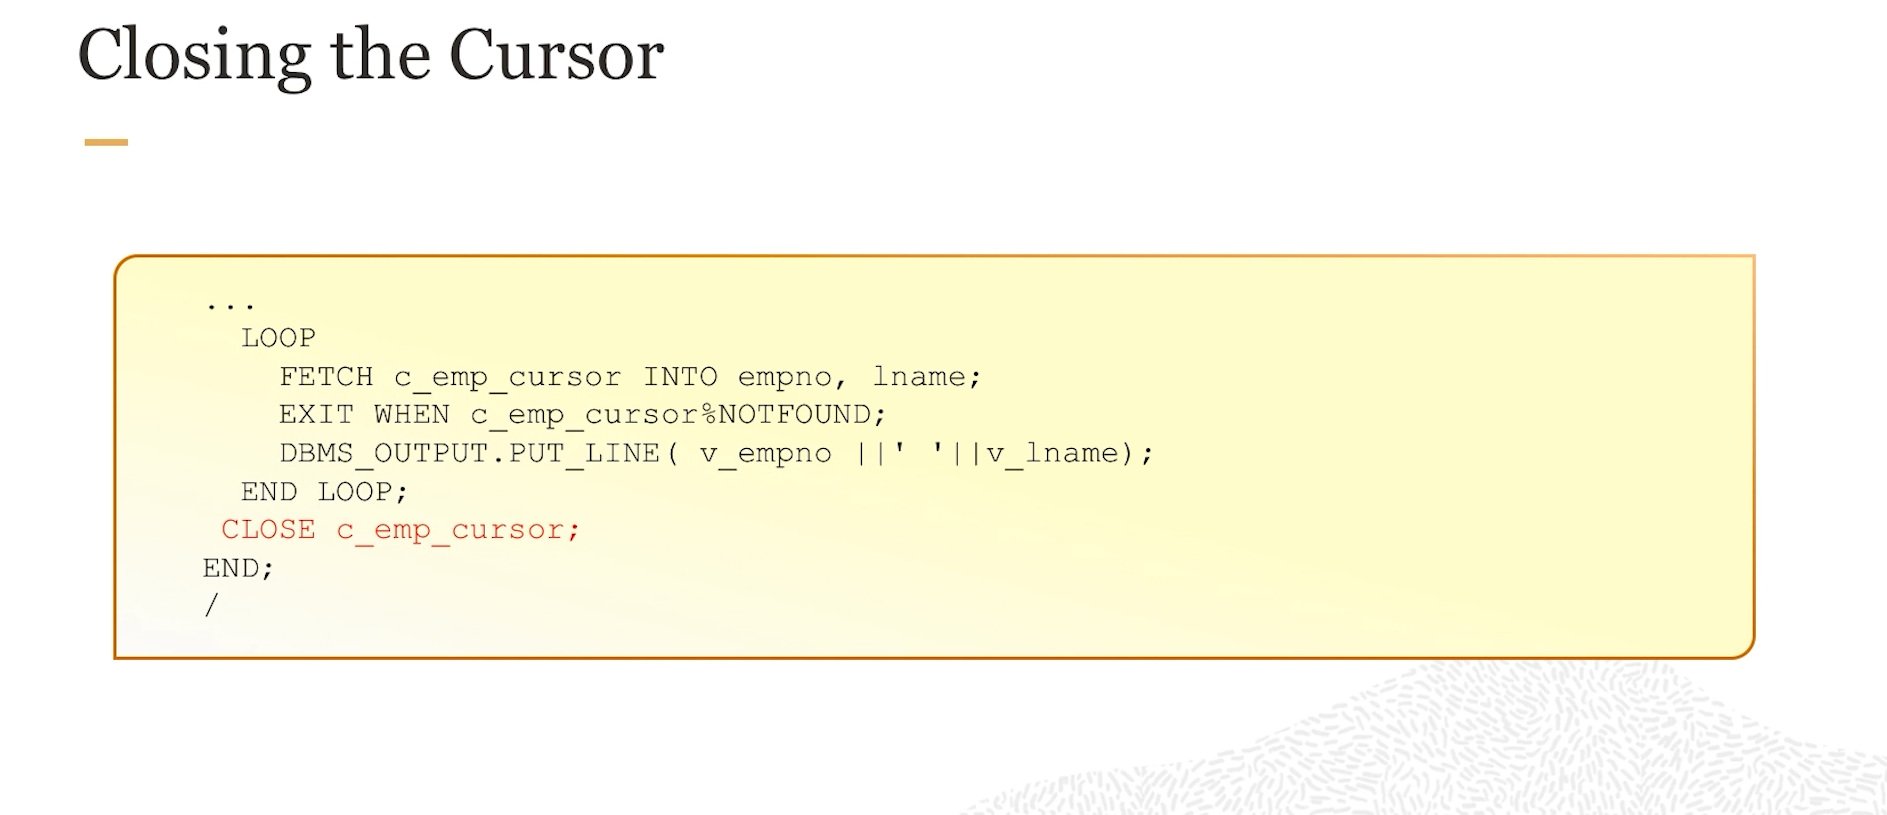 Closing the Cursor
...
LOOP
FETCH c_emp_cursor INTO empno, lname;
EXIT WHEN c_emp_cursor%NOTFOUND;
DBMS_OUTPUT.PUT_LINE( v_empno ||' '||v_lname);
END LOOP;
CLOSE c_emp_cursor;
END;
/